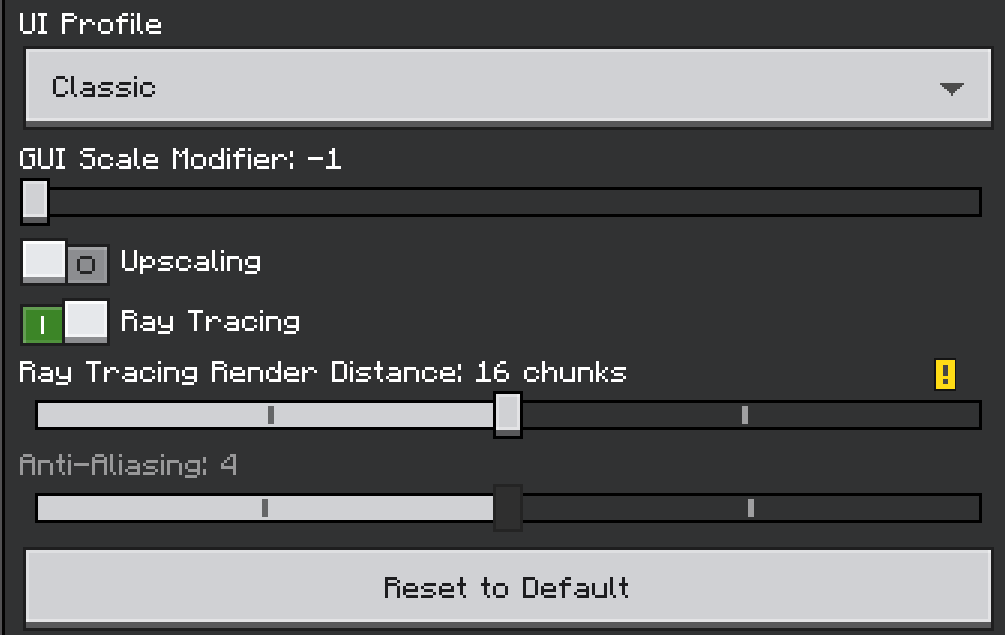 UI Profile
Classic
GUI Scale Modifier: -1
Upscaling
Ray Tracing
Ray Tracing Render Distance: 16 chunks
Anti-Aliasing: 4
Reset to Default